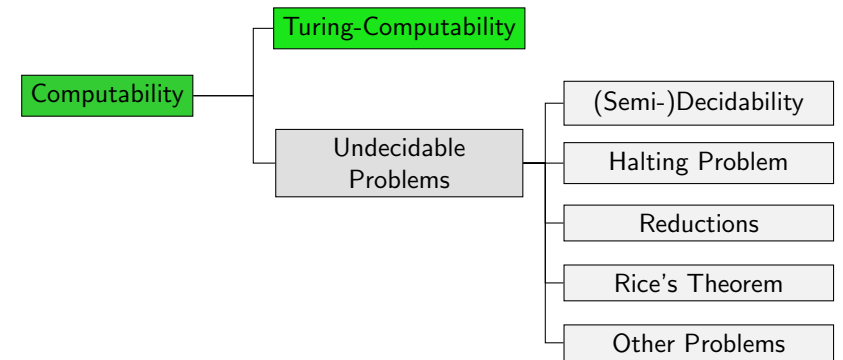 Turing-Computability
Computability
(Semi-)Decidability
Undecidable
Problems
Halting Problem
Reductions
Rice's Theorem
Other Problems